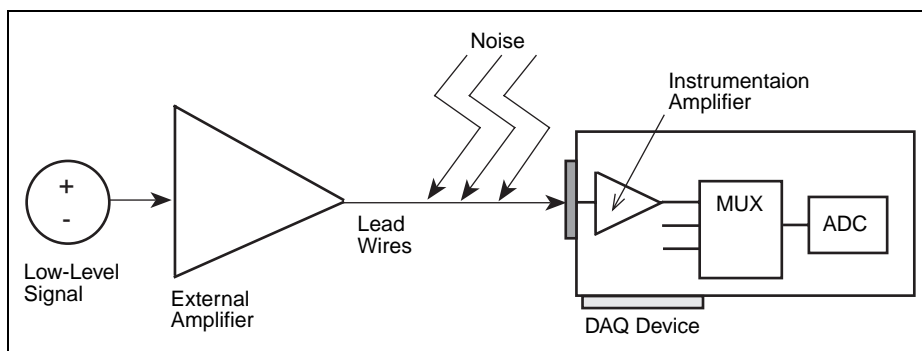 Noise
Instrumentaion
Amplifier
+
-
MUX
ADC
Lead
Wires
Low-Level
Signal
External
Amplifier
DAQ Device